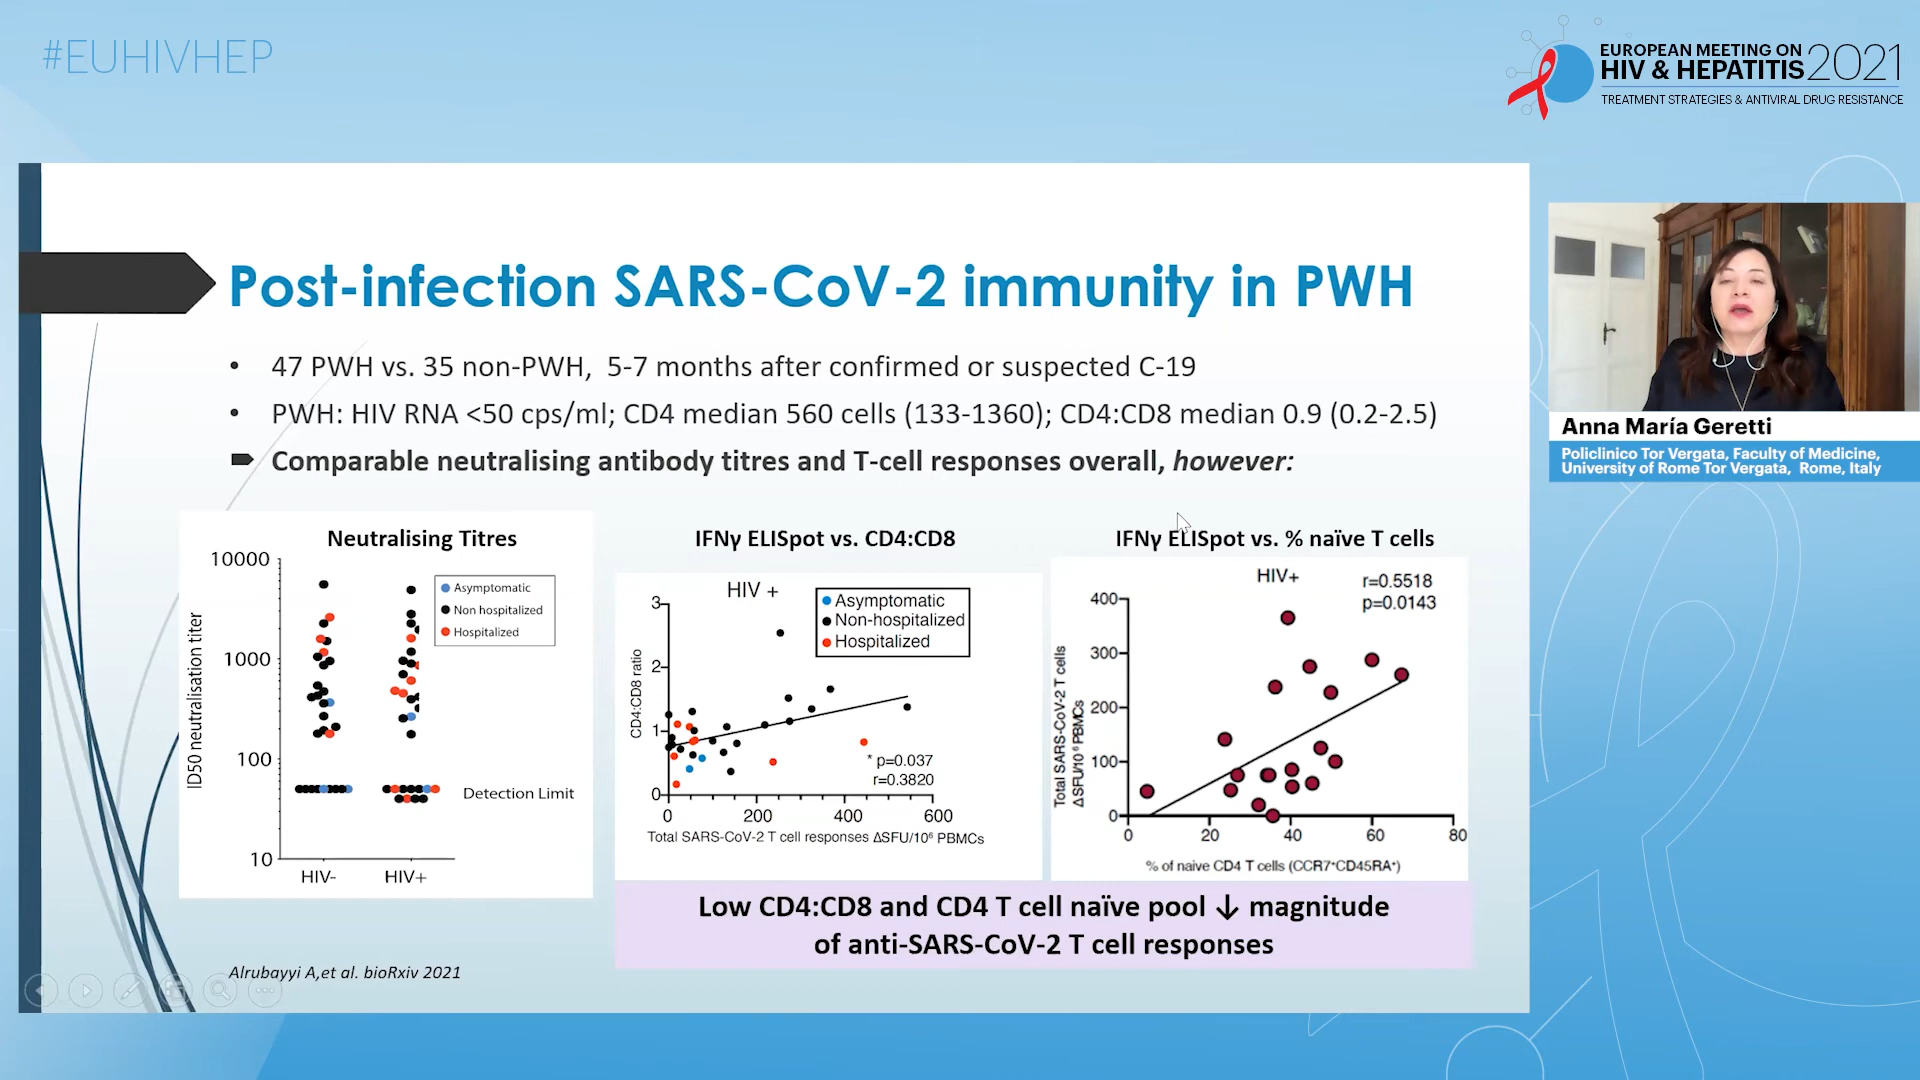 #EUHIVHEP
EUROPEAN MEETING ON
HIV & HEPATITIS 2021
TREATMENT STRATEGIES & ANTIVIRAL DRUG RESISTANCE
Post-infection SARS-CoV-2 immunity in PWH
• 47 PWH vs. 35 non-PWH, 5-7 months after confirmed or suspected C-19
• PWH: HIV RNA <50 cps/ml; CD4 median 560 cells (133-1360); CD4:CD8 median 0.9 (0.2-2.5)
Comparable neutralising antibody titres and T-cell responses overall, however:
Neutralising Titres
10000
1000
100
10
ID50 neutralisation titer
Asymptomatic
Non hospitalized
Hospitalized
Detection Limit
HIV-
HIV+
IFNγ ELISpot vs. CD4:CD8
HIV +
Asymptomatic
Non-hospitalized
Hospitalized
3
2
1
0
CD4:CD8 ratio
* p=0.037
r=0.3820
0 200 400 600
Total SARS-CoV-2 T cell responses ΔSFU/10⁶ PBMCs
IFNγ ELISpot vs. % naïve T cells
HIV+
r=0.5518
p=0.0143
400
300
200
100
0
Total SARS-CoV-2 T cells
ΔSFU/10⁶ PBMCs
0 20 40 60 80
% of naive CD4 T cells (CCR7⁺CD45RA⁺)
Low CD4:CD8 and CD4 T cell naïve pool ↓ magnitude
of anti-SARS-CoV-2 T cell responses
Alrubayyi A,et al. bioRxiv 2021
Anna María Geretti
Policlinico Tor Vergata, Faculty of Medicine,
University of Rome Tor Vergata, Rome, Italy